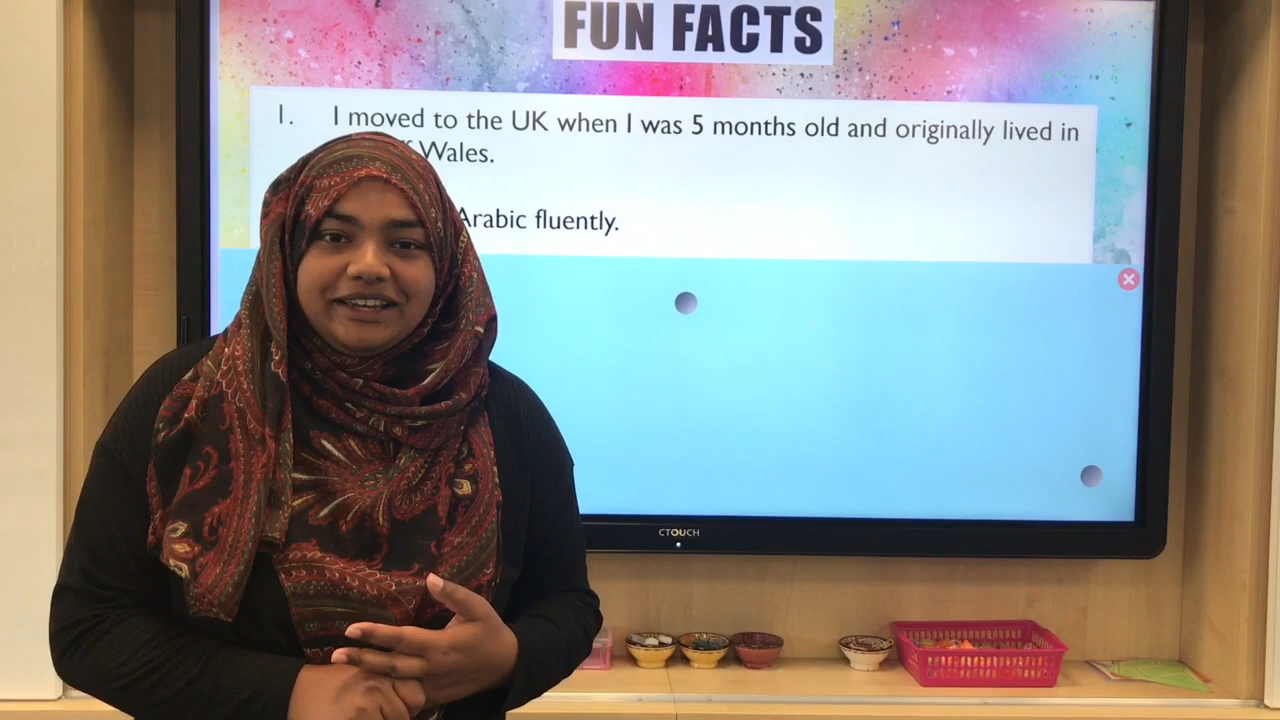 FUN FACTS
1. I moved to the UK when I was 5 months old and originally lived in
Wales.
Arabic fluently.
CTOUCH